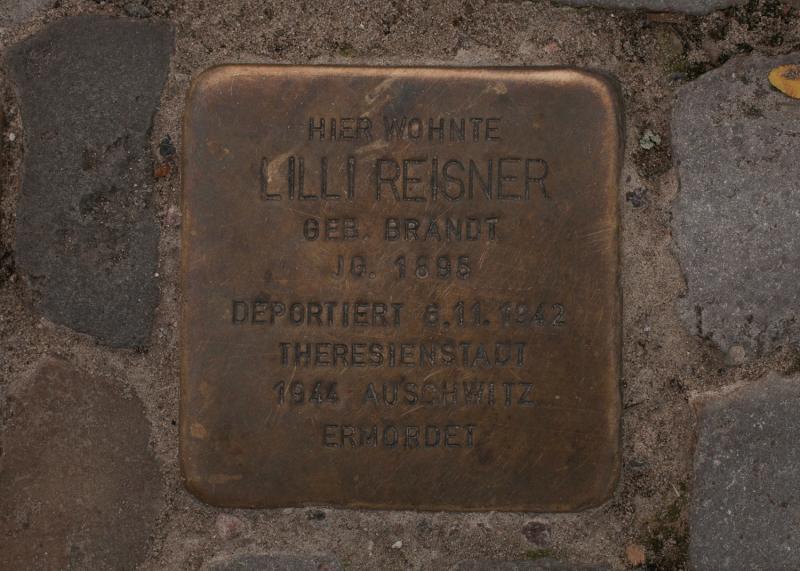 HIER WOHNTE
LILLI REISNER
GEB. BRANDT
JG. 1895
DEPORTIERT 6.11.1942
THERESIENSTADT
1944 AUSCHWITZ
ERMORDET